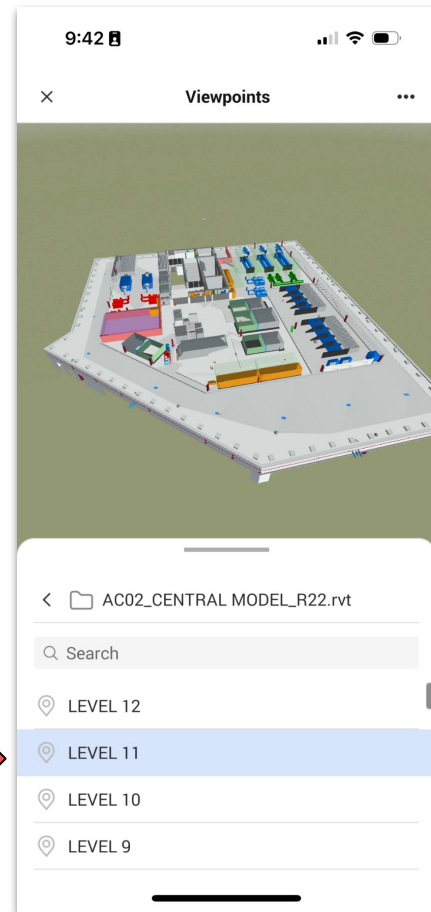 9:42
Viewpoints
AC02_CENTRAL MODEL_R22.rvt
Search
LEVEL 12
LEVEL 11
LEVEL 10
LEVEL 9